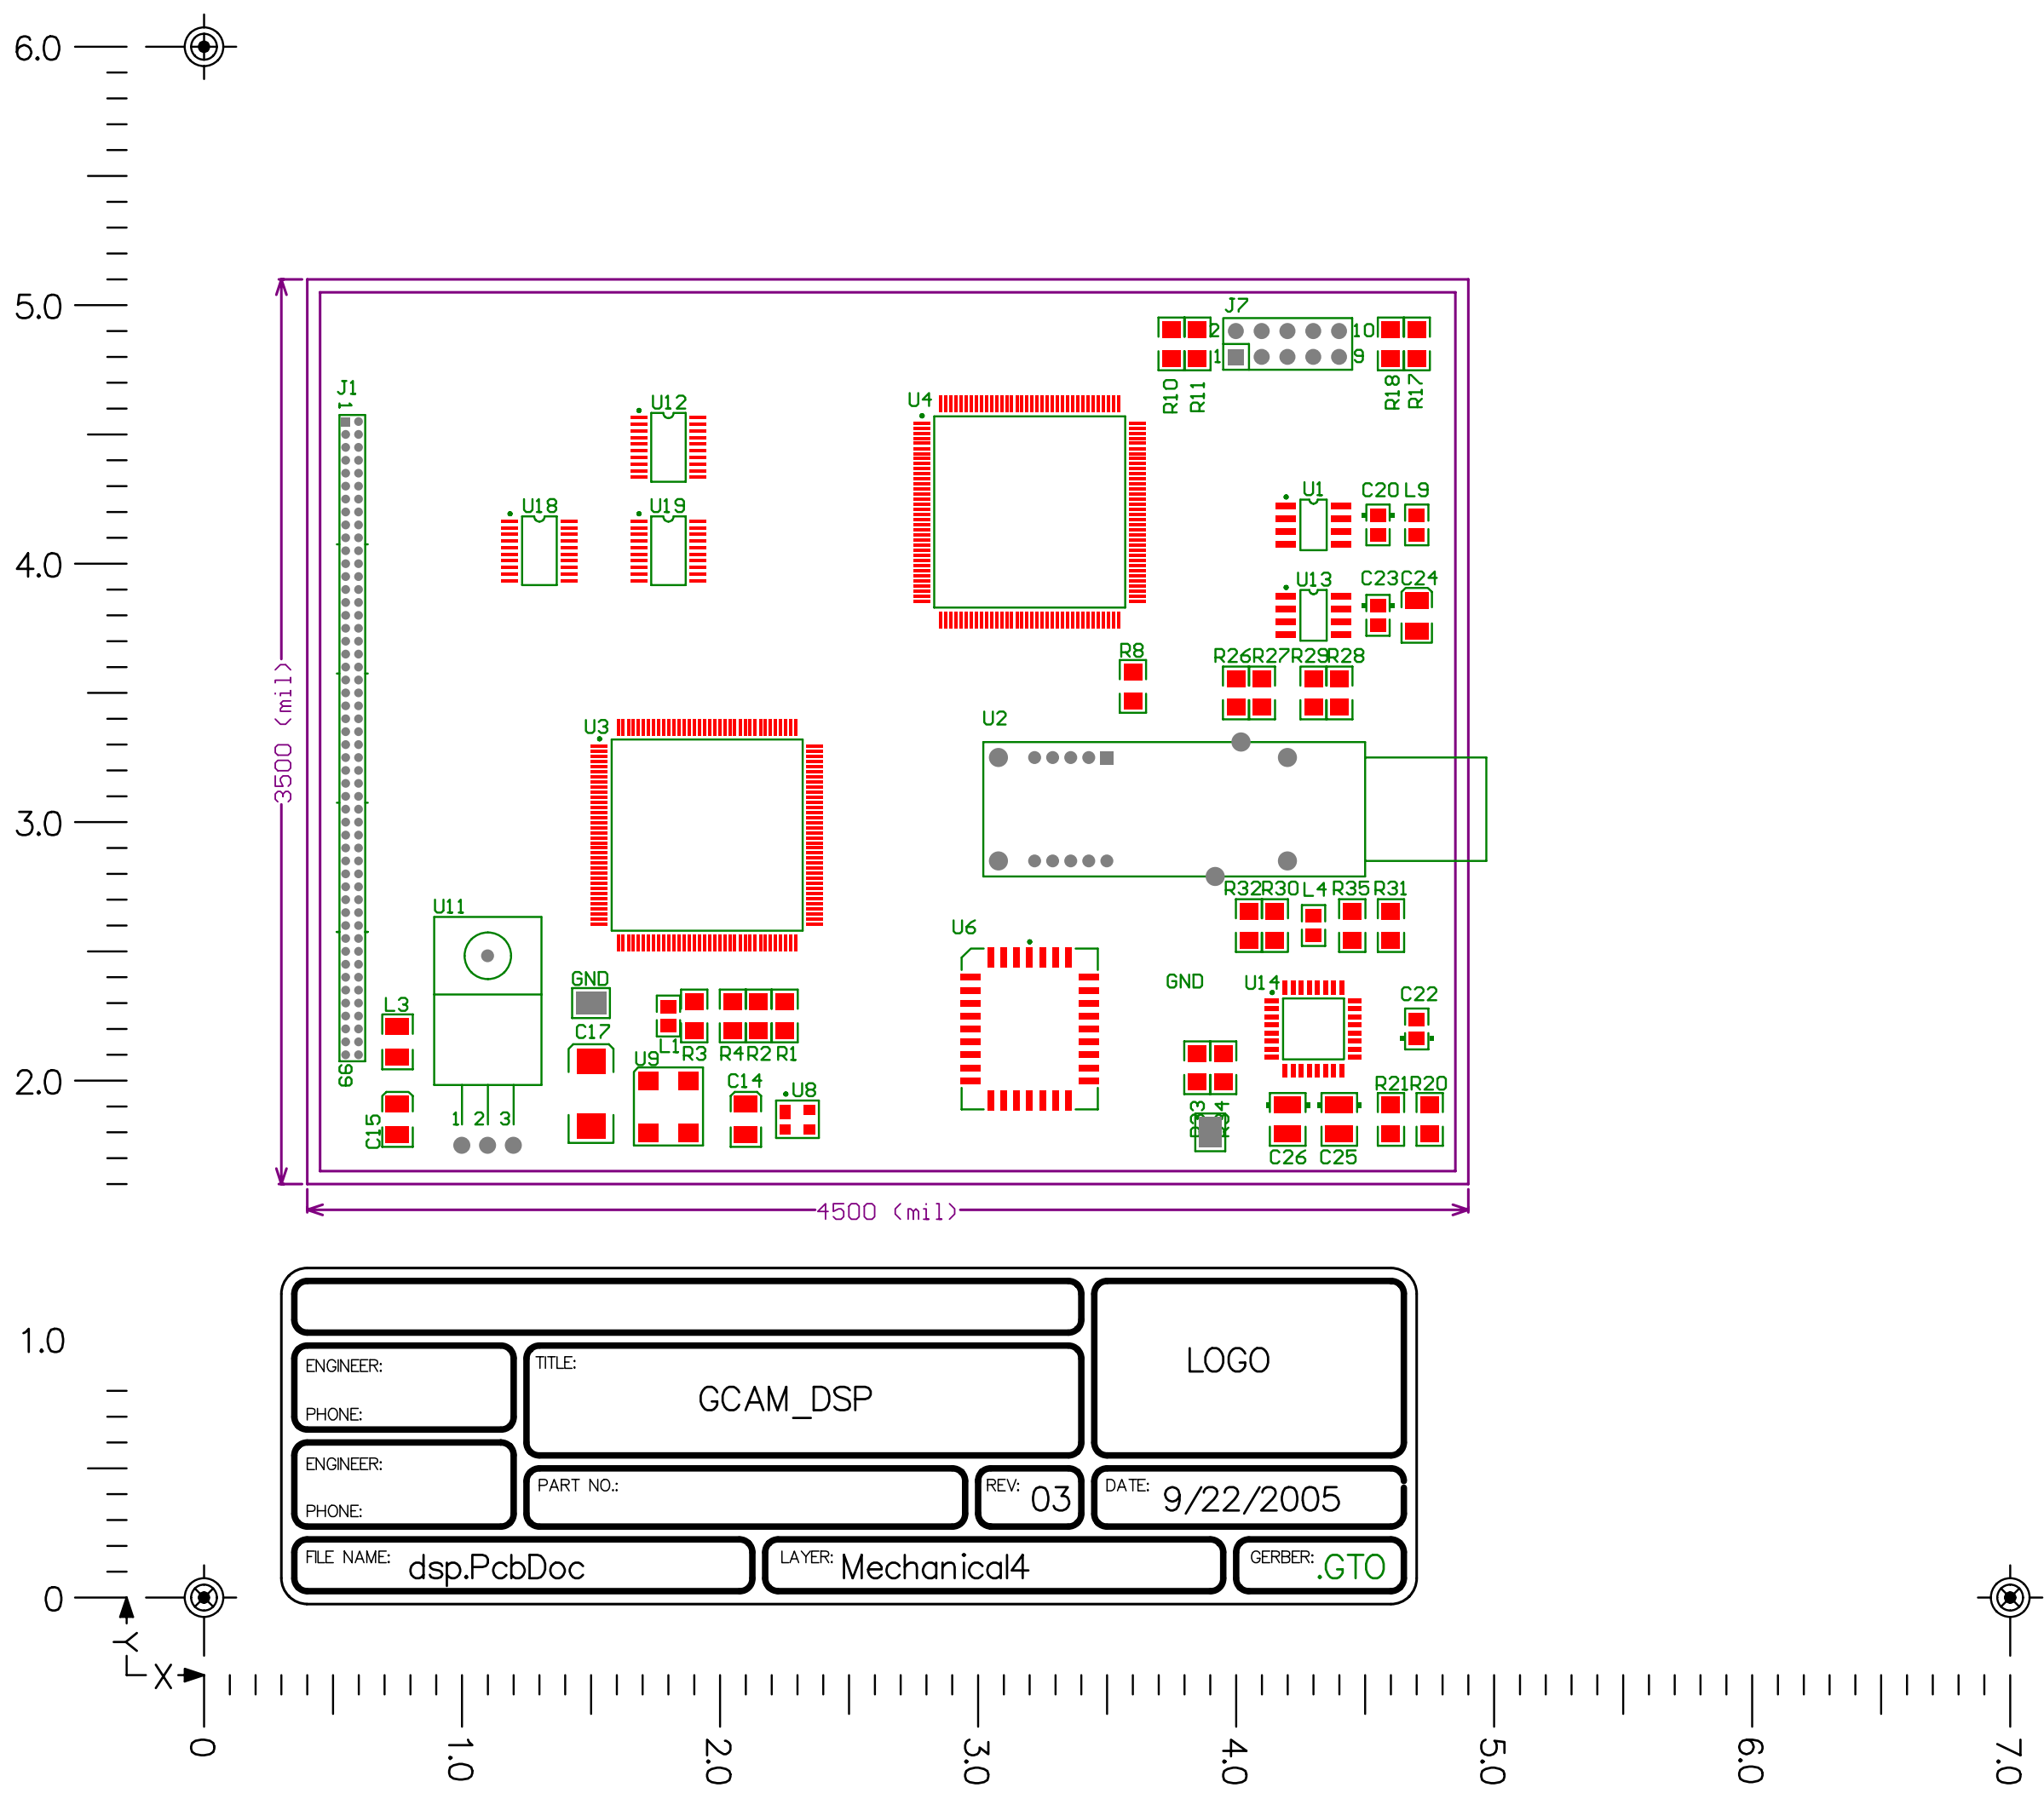 6.0
5.0
4.0
3.0
2.0
1.0
0
Y
X
0 1.0 2.0 3.0 4.0 5.0 6.0 7.0
3500 (mil)
4500 (mil)
J7
2 10
1 9
R10 R11 R18 R17
J1
1
99
U12
U4
U18 U19
U1 C20 L9
U13 C23 C24
R8
R26 R27 R29 R28
U3
U2
R32 R30 L4 R35 R31
U11
U6
GND
GND
U14 C22
L3
C17
L1 R3 R4 R2 R1
U9
C14 U8
C15
1 2 3
R33 R34
R21 R20
C26 C25
LOGO
ENGINEER:
PHONE:
TITLE:
GCAM_DSP
ENGINEER:
PHONE:
PART NO.:
REV: 03
DATE: 9/22/2005
FILE NAME: dsp.PcbDoc
LAYER: Mechanical4
GERBER: .GTO